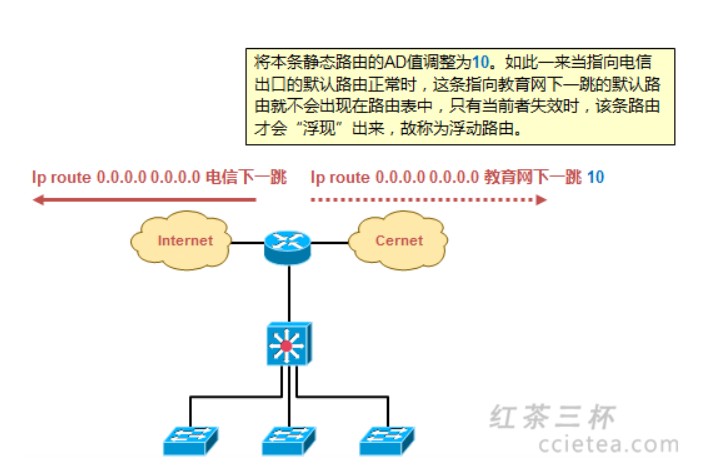 将本条静态路由的AD值调整为10。如此一来当指向电信
出口的默认路由正常时，这条指向教育网下一跳的默认路
由就不会出现在路由表中，只有当前者失效时，该条路由
才会“浮现”出来，故称为浮动路由。
Ip route 0.0.0.0 0.0.0.0 电信下一跳
Ip route 0.0.0.0 0.0.0.0 教育网下一跳 10
Internet
Cernet
红茶三杯
ccietea.com